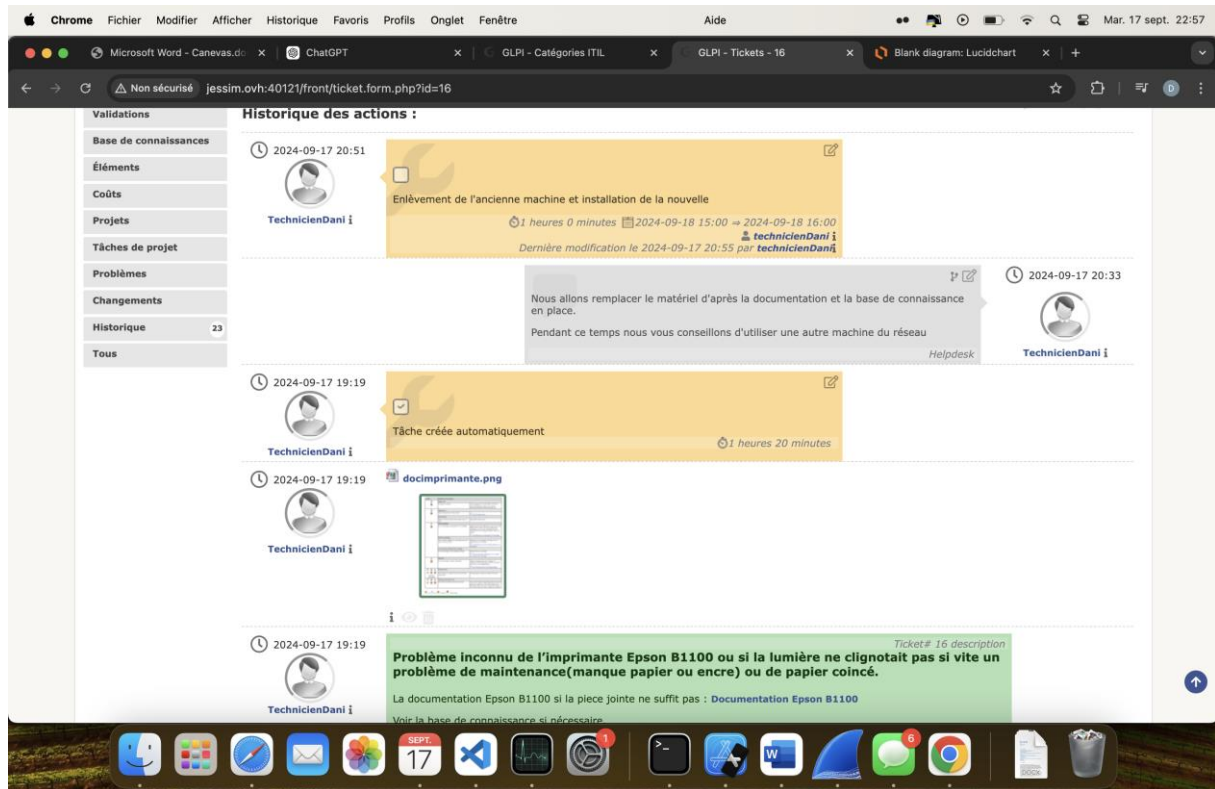 Chrome Fichier Modifier Afficher Historique Favoris Profils Onglet Fenêtre Aide Mar. 17 sept. 22:57
Microsoft Word - Canevas.do ChatGPT GLPI - Catégories ITIL GLPI - Tickets - 16 Blank diagram: Lucidchart
Non sécurisé jessim.ovh:40121/front/ticket.form.php?id=16 D
Validations
Base de connaissances
Éléments
Coûts
Projets
Tâches de projet
Problèmes
Changements
Historique 23
Tous
Historique des actions :
2024-09-17 20:51
TechnicienDani i
Enlèvement de l'ancienne machine et installation de la nouvelle
1 heures 0 minutes 2024-09-18 15:00 ⇒ 2024-09-18 16:00
technicienDani i
Dernière modification le 2024-09-17 20:55 par technicienDani i
2024-09-17 20:33
TechnicienDani i
Nous allons remplacer le matériel d'après la documentation et la base de connaissance
en place.
Pendant ce temps nous vous conseillons d'utiliser une autre machine du réseau
Helpdesk
2024-09-17 19:19
TechnicienDani i
Tâche créée automatiquement
1 heures 20 minutes
2024-09-17 19:19
TechnicienDani i
docimprimante.png
i
2024-09-17 19:19
TechnicienDani i
Ticket# 16 description
Problème inconnu de l'imprimante Epson B1100 ou si la lumière ne clignotait pas si vite un
problème de maintenance(manque papier ou encre) ou de papier coincé.
La documentation Epson B1100 si la piece jointe ne suffit pas : Documentation Epson B1100
Voir la base de connaissance si nécessaire.
SEPT.
17
1
W
6
DOCX